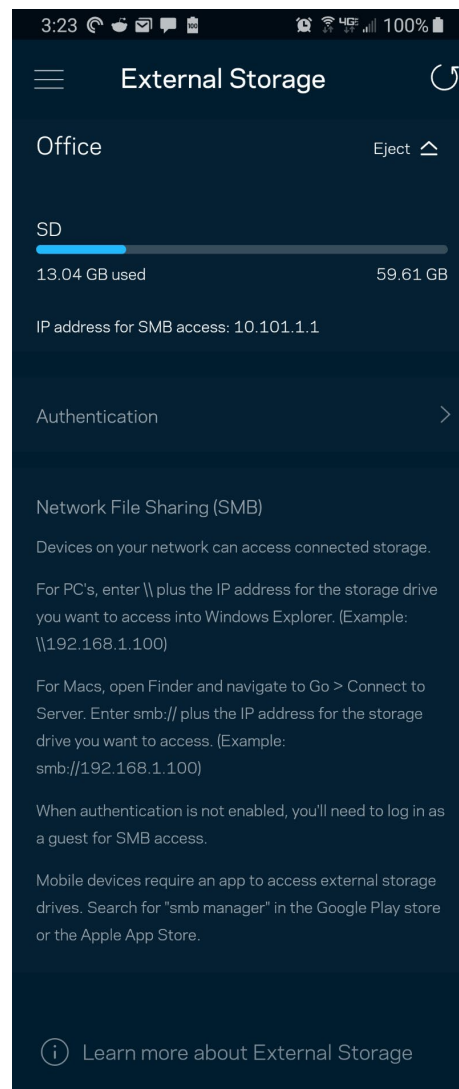 3:23 4GE 100%
External Storage
Office Eject
SD
13.04 GB used 59.61 GB
IP address for SMB access: 10.101.1.1
Authentication
Network File Sharing (SMB)
Devices on your network can access connected storage.
For PC's, enter \\ plus the IP address for the storage drive
you want to access into Windows Explorer. (Example:
\\192.168.1.100)
For Macs, open Finder and navigate to Go > Connect to
Server. Enter smb:// plus the IP address for the storage
drive you want to access. (Example:
smb://192.168.1.100)
When authentication is not enabled, you'll need to log in as
a guest for SMB access.
Mobile devices require an app to access external storage
drives. Search for "smb manager" in the Google Play store
or the Apple App Store.
Learn more about External Storage